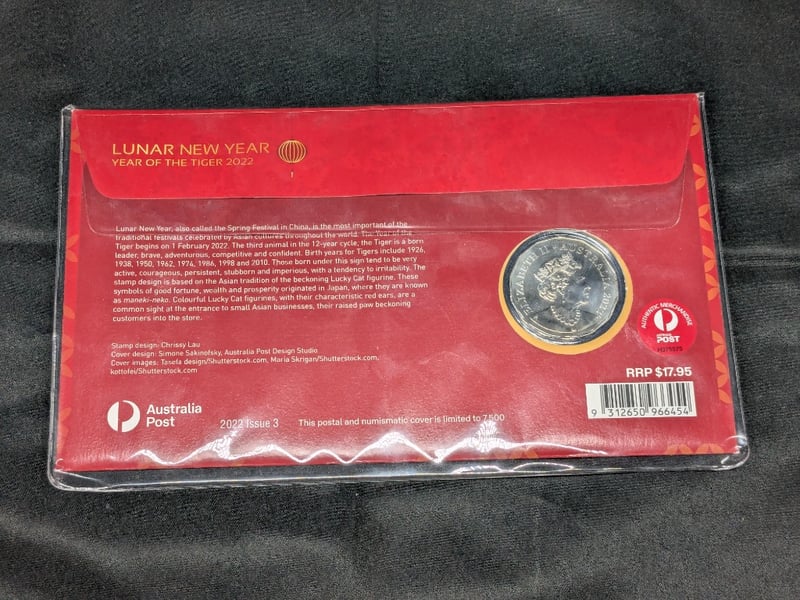 LUNAR NEW YEAR
YEAR OF THE TIGER 2022
Lunar New Year, also called the Spring Festival in China, is the most important of the
traditional festivals celebrated by Asian cultures throughout the world. The Year of the
Tiger begins on 1 February 2022. The third animal in the 12-year cycle, the Tiger is a born
leader, brave, adventurous, competitive and confident. Birth years for Tigers include 1926,
1938, 1950, 1962, 1974, 1986, 1998 and 2010. Those born under this sign tend to be very
active, courageous, persistent, stubborn and imperious, with a tendency to irritability. The
stamp design is based on the Asian tradition of the beckoning Lucky Cat figurine. These
symbols of good fortune, wealth and prosperity originated in Japan, where they are known
as maneki-neko. Colourful Lucky Cat figurines, with their characteristic red ears, are a
common sight at the entrance to small Asian businesses, their raised paw beckoning
customers into the store.
Stamp design: Chrissy Lau
Cover design: Simone Sakinofsky, Australia Post Design Studio
Cover images: Tasela design/Shutterstock.com, Maria Skrigan/Shutterstock.com,
kottofei/Shutterstock.com
Australia
Post
2022 Issue 3
This postal and numismatic cover is limited to 7,500
ELIZABETH II AUSTRALIA 2022
AUTHENTIC MERCHANDISE
POST
RRP $17.95
9 312650 966454